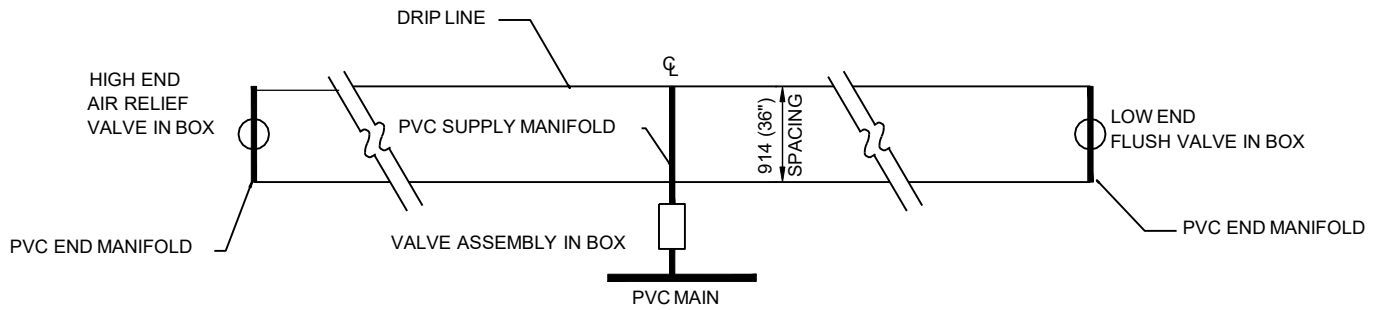 DRIP LINE
HIGH END
AIR RELIEF
VALVE IN BOX
℄
PVC SUPPLY MANIFOLD
914 (36")
SPACING
LOW END
FLUSH VALVE IN BOX
PVC END MANIFOLD
VALVE ASSEMBLY IN BOX
PVC END MANIFOLD
PVC MAIN